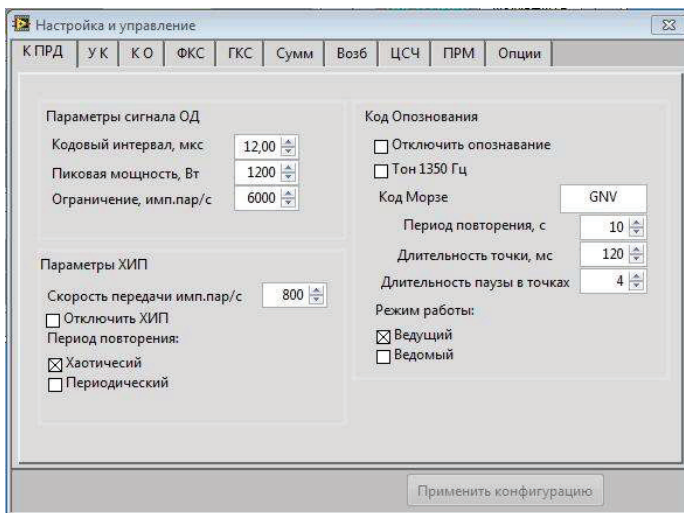 Настройка и управление
К ПРД
У К
К О
ФКС
ГКС
Сумм
Возб
ЦСЧ
ПРМ
Опции
Параметры сигнала ОД
Кодовый интервал, мкс 12,00
Пиковая мощность, Вт 1200
Ограничение, имп.пар/с 6000
Параметры ХИП
Скорость передачи имп.пар/с 800
Отключить ХИП
Период повторения:
Хаотичесий
Периодический
Код Опознования
Отключить опознавание
Тон 1350 Гц
Код Морзе GNV
Период повторения, с 10
Длительность точки, мс 120
Длительность паузы в точках 4
Режим работы:
Ведущий
Ведомый
Применить конфигурацию